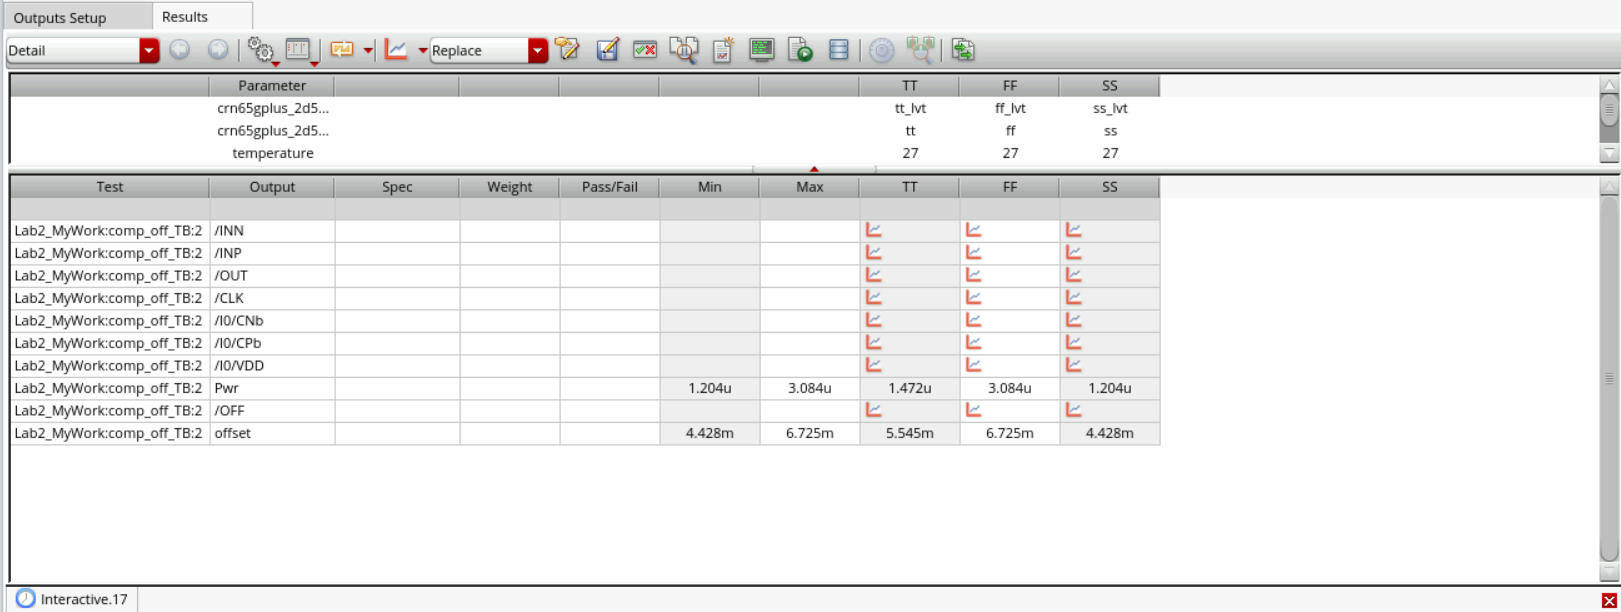 Outputs Setup Results
Detail Replace
Parameter TT FF SS
crn65gplus_2d5... tt_lvt ff_lvt ss_lvt
crn65gplus_2d5... tt ff ss
temperature 27 27 27
Test Output Spec Weight Pass/Fail Min Max TT FF SS
Lab2_MyWork:comp_off_TB:2 /INN
Lab2_MyWork:comp_off_TB:2 /INP
Lab2_MyWork:comp_off_TB:2 /OUT
Lab2_MyWork:comp_off_TB:2 /CLK
Lab2_MyWork:comp_off_TB:2 /I0/CNb
Lab2_MyWork:comp_off_TB:2 /I0/CPb
Lab2_MyWork:comp_off_TB:2 /I0/VDD
Lab2_MyWork:comp_off_TB:2 Pwr 1.204u 3.084u 1.472u 3.084u 1.204u
Lab2_MyWork:comp_off_TB:2 /OFF
Lab2_MyWork:comp_off_TB:2 offset 4.428m 6.725m 5.545m 6.725m 4.428m
Interactive.17